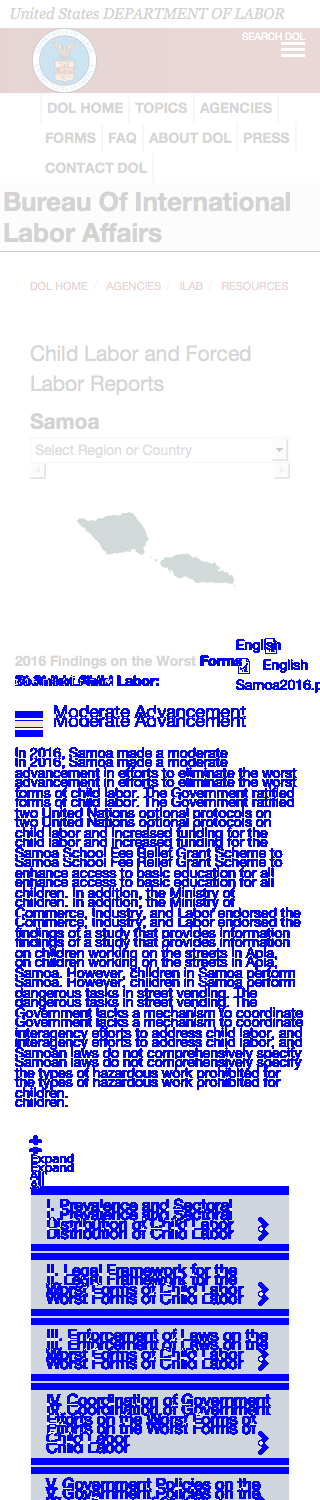 United States DEPARTMENT OF LABOR
SEARCH DOL
DOL HOME TOPICS AGENCIES
FORMS FAQ ABOUT DOL PRESS
CONTACT DOL
Bureau Of International
Labor Affairs
DOL HOME / AGENCIES / ILAB / RESOURCES
Child Labor and Forced
Labor Reports
Samoa
Select Region or Country
English
2016 Findings on the Worst Forms
English
Labor:
Samoa2016.p
Moderate Advancement
Moderate Advancement
In 2016, Samoa made a moderate
advancement in efforts to eliminate the worst
forms of child labor. The Government ratified
two United Nations optional protocols on
child labor and increased funding for the
Samoa School Fee Relief Grant Scheme to
enhance access to basic education for all
children. In addition, the Ministry of
Commerce, Industry, and Labor endorsed the
findings of a study that provides information
on children working on the streets in Apia,
Samoa. However, children in Samoa perform
dangerous tasks in street vending. The
Government lacks a mechanism to coordinate
interagency efforts to address child labor, and
Samoan laws do not comprehensively specify
the types of hazardous work prohibited for
children.
Expand
All
I. Prevalence and Sectoral
Distribution of Child Labor
II. Legal Framework for the
Worst Forms of Child Labor
III. Enforcement of Laws on the
Worst Forms of Child Labor
IV. Coordination of Government
Efforts on the Worst Forms of
Child Labor
V. Government Policies on the